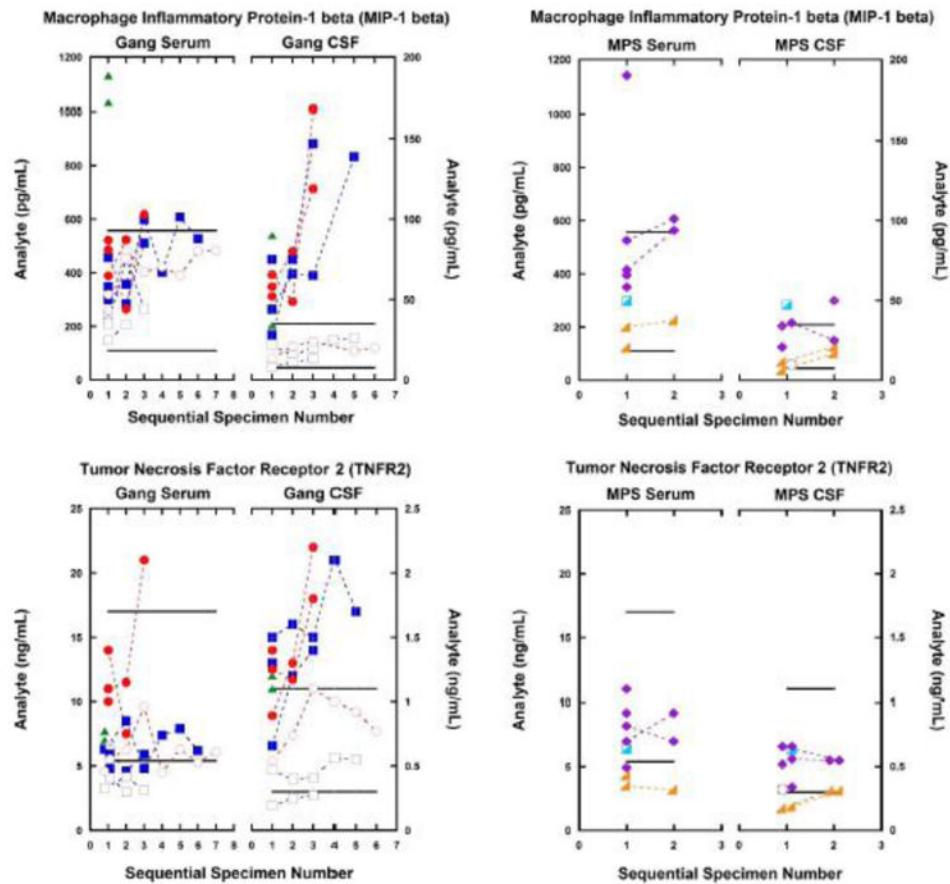 Macrophage Inflammatory Protein-1 beta (MIP-1 beta)
Gang Serum
Gang CSF
1200
1000
800
600
400
200
0
200
150
100
50
0
Analyte (pg/mL)
Analyte (pg/mL)
0 1 2 3 4 5 6 7 0 1 2 3 4 5 6 7 8
Sequential Specimen Number
Macrophage Inflammatory Protein-1 beta (MIP-1 beta)
MPS Serum
MPS CSF
1200
1000
800
600
400
200
0
200
150
100
50
0
Analyte (pg/mL)
Analyte (pg/mL)
0 1 2 3 0 1 2 3
Sequential Specimen Number
Tumor Necrosis Factor Receptor 2 (TNFR2)
Gang Serum
Gang CSF
25
20
15
10
5
0
2.5
2
1.5
1
0.5
0
Analyte (ng/mL)
Analyte (ng/mL)
0 1 2 3 4 5 6 7 0 1 2 3 4 5 6 7
Sequential Specimen Number
Tumor Necrosis Factor Receptor 2 (TNFR2)
MPS Serum
MPS CSF
25
20
15
10
5
0
2.5
2
1.5
1
0.5
0
Analyte (ng/mL)
Analyte (ng/mL)
0 1 2 3 0 1 2 3
Sequential Specimen Number